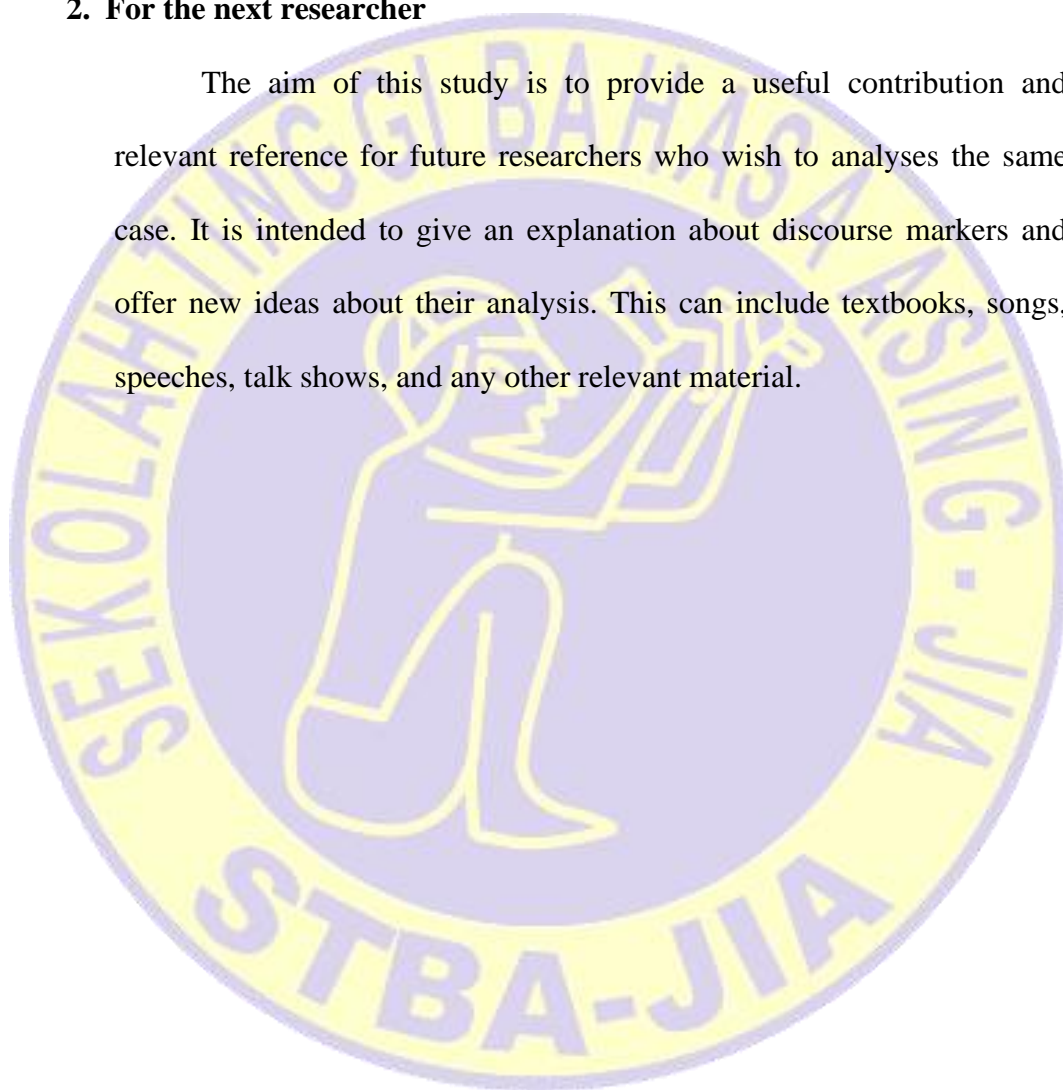 2. For the next researcher
The aim of this study is to provide a useful contribution and
relevant reference for future researchers who wish to analyses the same
case. It is intended to give an explanation about discourse markers and
offer new ideas about their analysis. This can include textbooks, songs,
speeches, talk shows, and any other relevant material.
SEKOLAH TINGGI BAHASA ASING - JIA
STBA-JIA